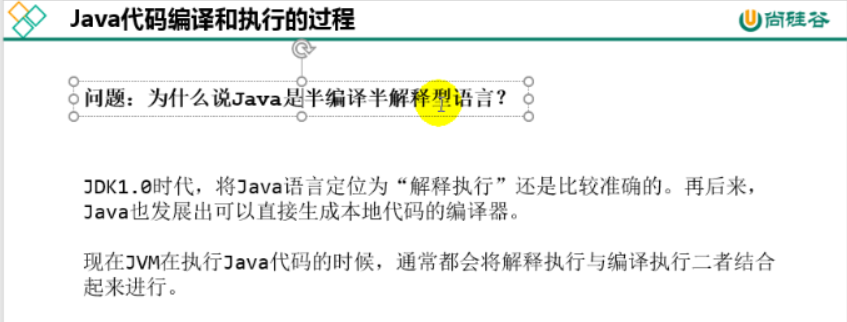 Java代码编译和执行的过程
尚硅谷
问题：为什么说Java是半编译半解释型语言？
JDK1.0时代，将Java语言定位为“解释执行”还是比较准确的。再后来，
Java也发展出可以直接生成本地代码的编译器。
现在JVM在执行Java代码的时候，通常都会将解释执行与编译执行二者结合
起来进行。